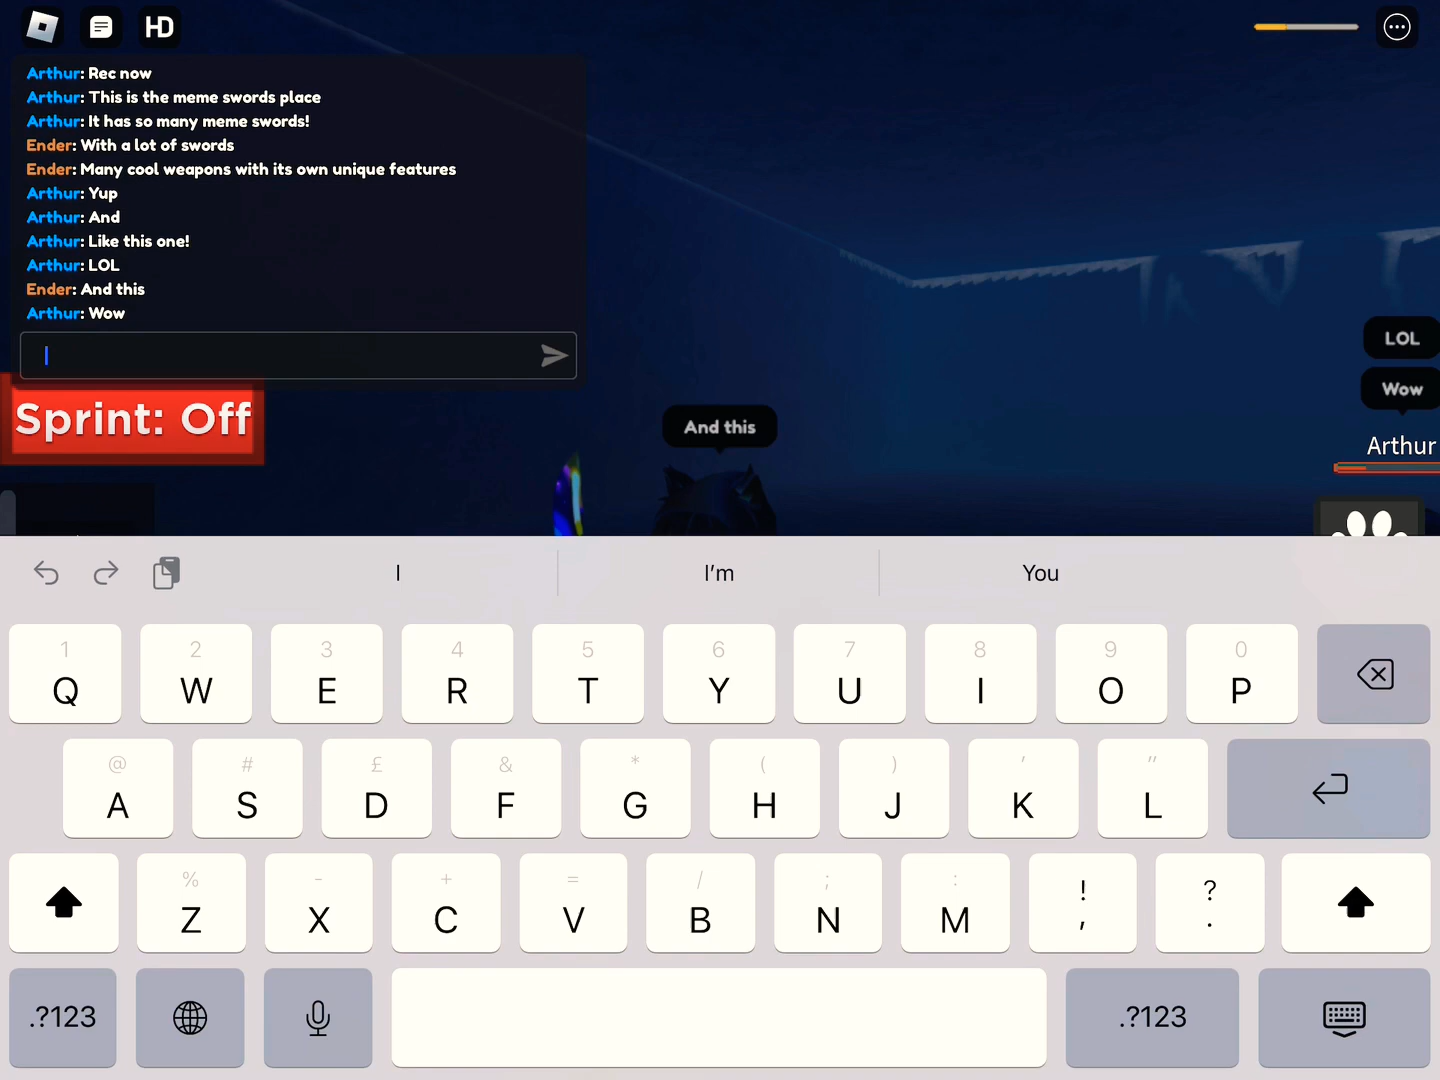 HD
Arthur: Rec now
Arthur: This is the meme swords place
Arthur: It has so many meme swords!
Ender: With a lot of swords
Ender: Many cool weapons with its own unique features
Arthur: Yup
Arthur: And
Arthur: Like this one!
Arthur: LOL
Ender: And this
Arthur: Wow
LOL
Wow
Sprint: Off
And this
Arthur
I I'm You
1 2 3 4 5 6 7 8 9 0
Q W E R T Y U I O P
@ # £ & * ( ) ' "
A S D F G H J K L
% - + = / ; : ! ?
Z X C V B N M , .
.?123 .?123